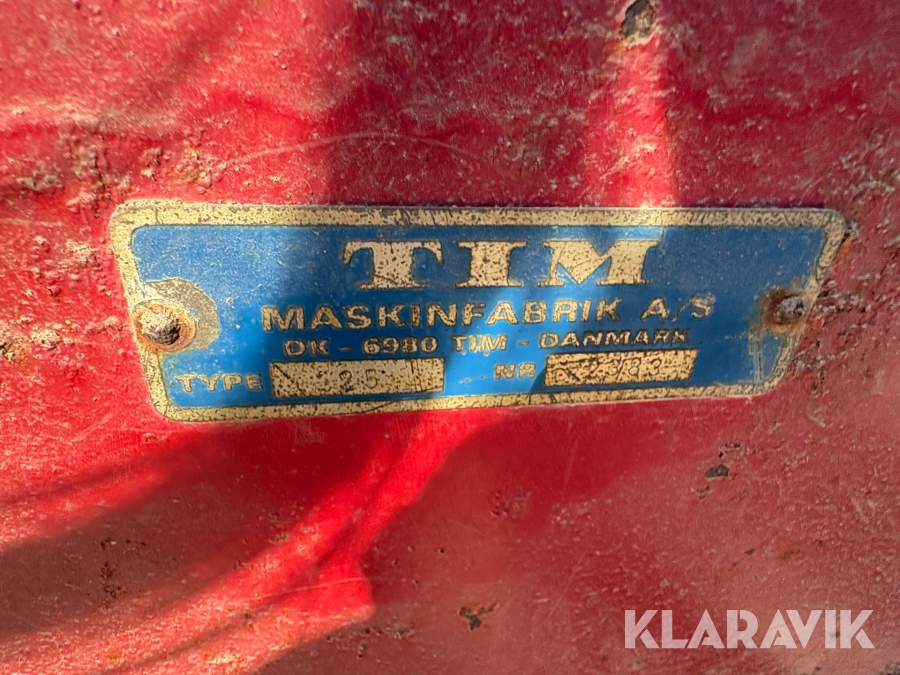 TIM
MASKINFABRIK A/S
DK - 6980 TIM - DANMARK
TYPE 25 NR
KLARAVIK